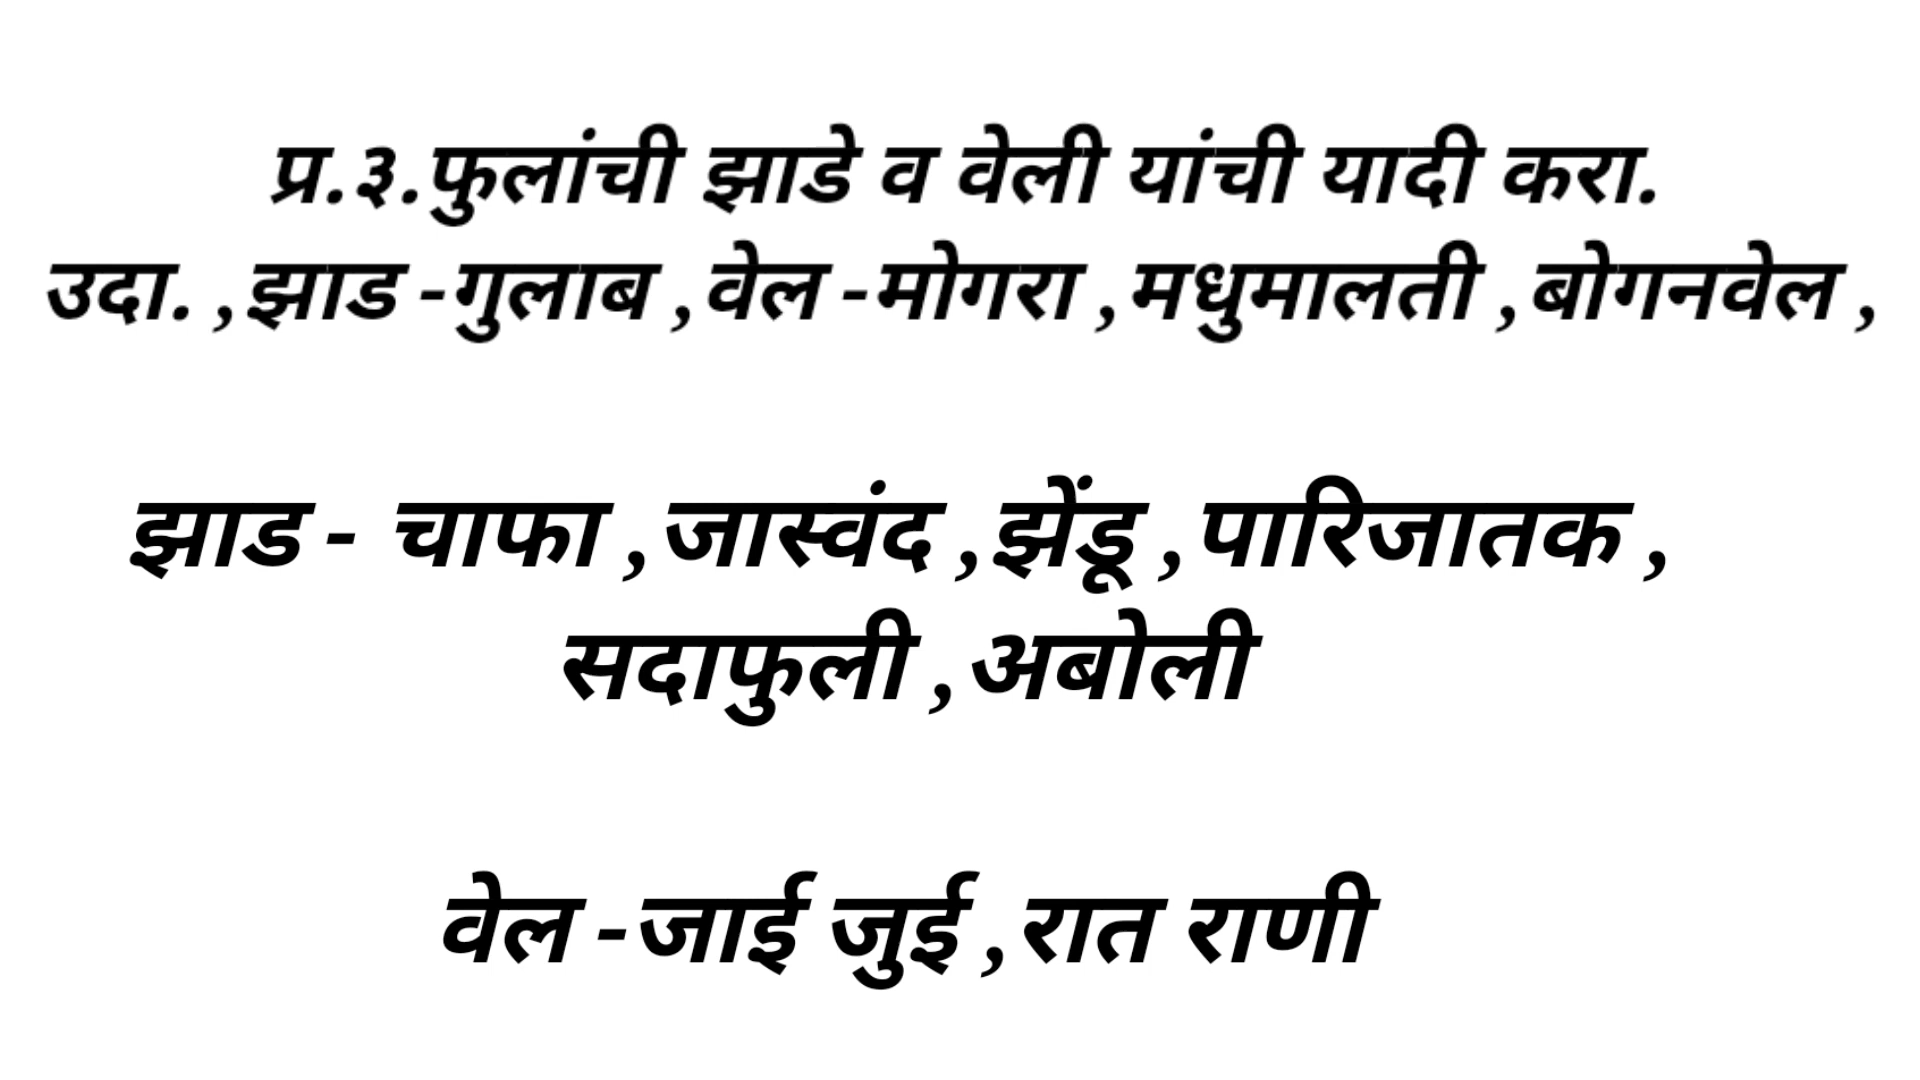 प्र.३.फुलांची झाडे व वेली यांची यादी करा.
उदा. ,झाड -गुलाब ,वेल -मोगरा ,मधुमालती ,बोगनवेल ,
झाड - चाफा ,जास्वंद ,झेंडू ,पारिजातक ,
सदाफुली ,अबोली
वेल -जाई जुई ,रात राणी